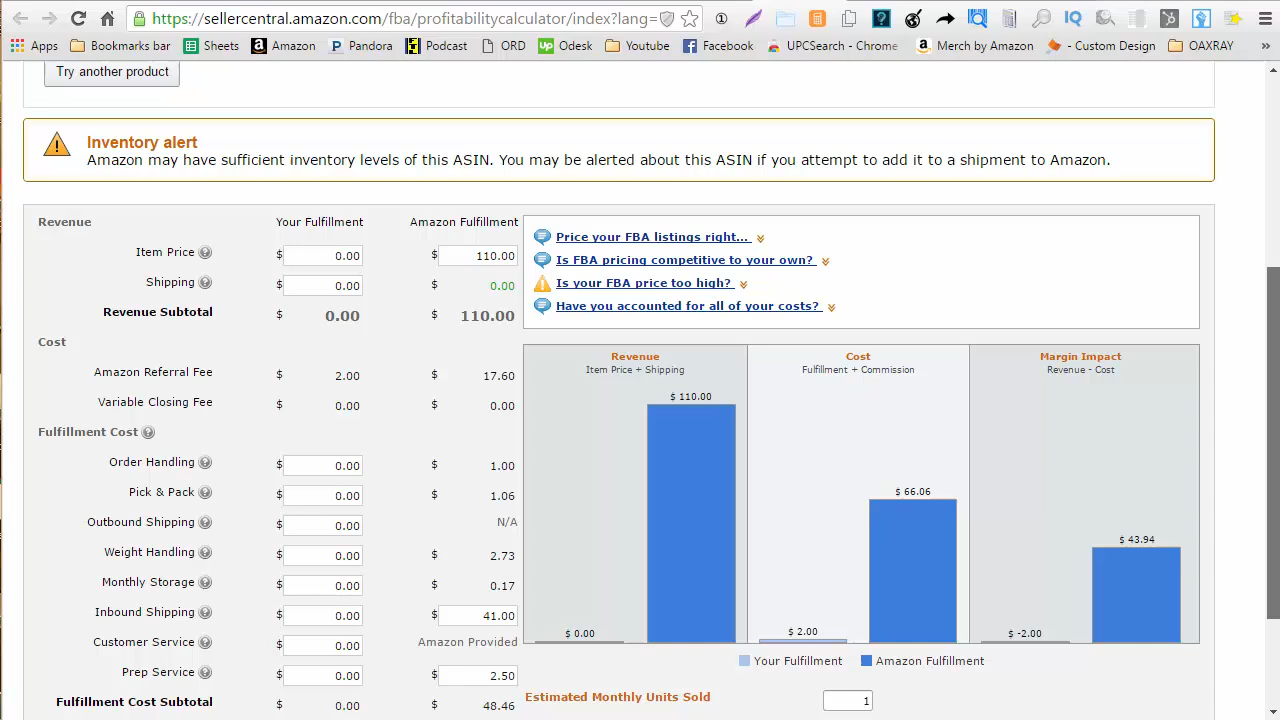 https://sellercentral.amazon.com/fba/profitabilitycalculator/index?lang=
Apps Bookmarks bar Sheets Amazon Pandora Podcast ORD Odesk Youtube Facebook UPCSearch - Chrome Merch by Amazon - Custom Design OAXRAY »
Try another product
Inventory alert
Amazon may have sufficient inventory levels of this ASIN. You may be alerted about this ASIN if you attempt to add it to a shipment to Amazon.
Revenue Your Fulfillment Amazon Fulfillment
Item Price $ 0.00 $ 110.00
Shipping $ 0.00 $ 0.00
Revenue Subtotal $ 0.00 $ 110.00
Cost
Amazon Referral Fee $ 2.00 $ 17.60
Variable Closing Fee $ 0.00 $ 0.00
Fulfillment Cost
Order Handling $ 0.00 $ 1.00
Pick & Pack $ 0.00 $ 1.06
Outbound Shipping $ 0.00 N/A
Weight Handling $ 0.00 $ 2.73
Monthly Storage $ 0.00 $ 0.17
Inbound Shipping $ 0.00 $ 41.00
Customer Service $ 0.00 Amazon Provided
Prep Service $ 0.00 $ 2.50
Fulfillment Cost Subtotal $ 0.00 $ 48.46
Price your FBA listings right...
Is FBA pricing competitive to your own?
Is your FBA price too high?
Have you accounted for all of your costs?
Revenue
Item Price + Shipping
$ 110.00
$ 0.00
Cost
Fulfillment + Commission
$ 66.06
$ 2.00
Margin Impact
Revenue - Cost
$ 43.94
$ -2.00
Your Fulfillment Amazon Fulfillment
Estimated Monthly Units Sold 1